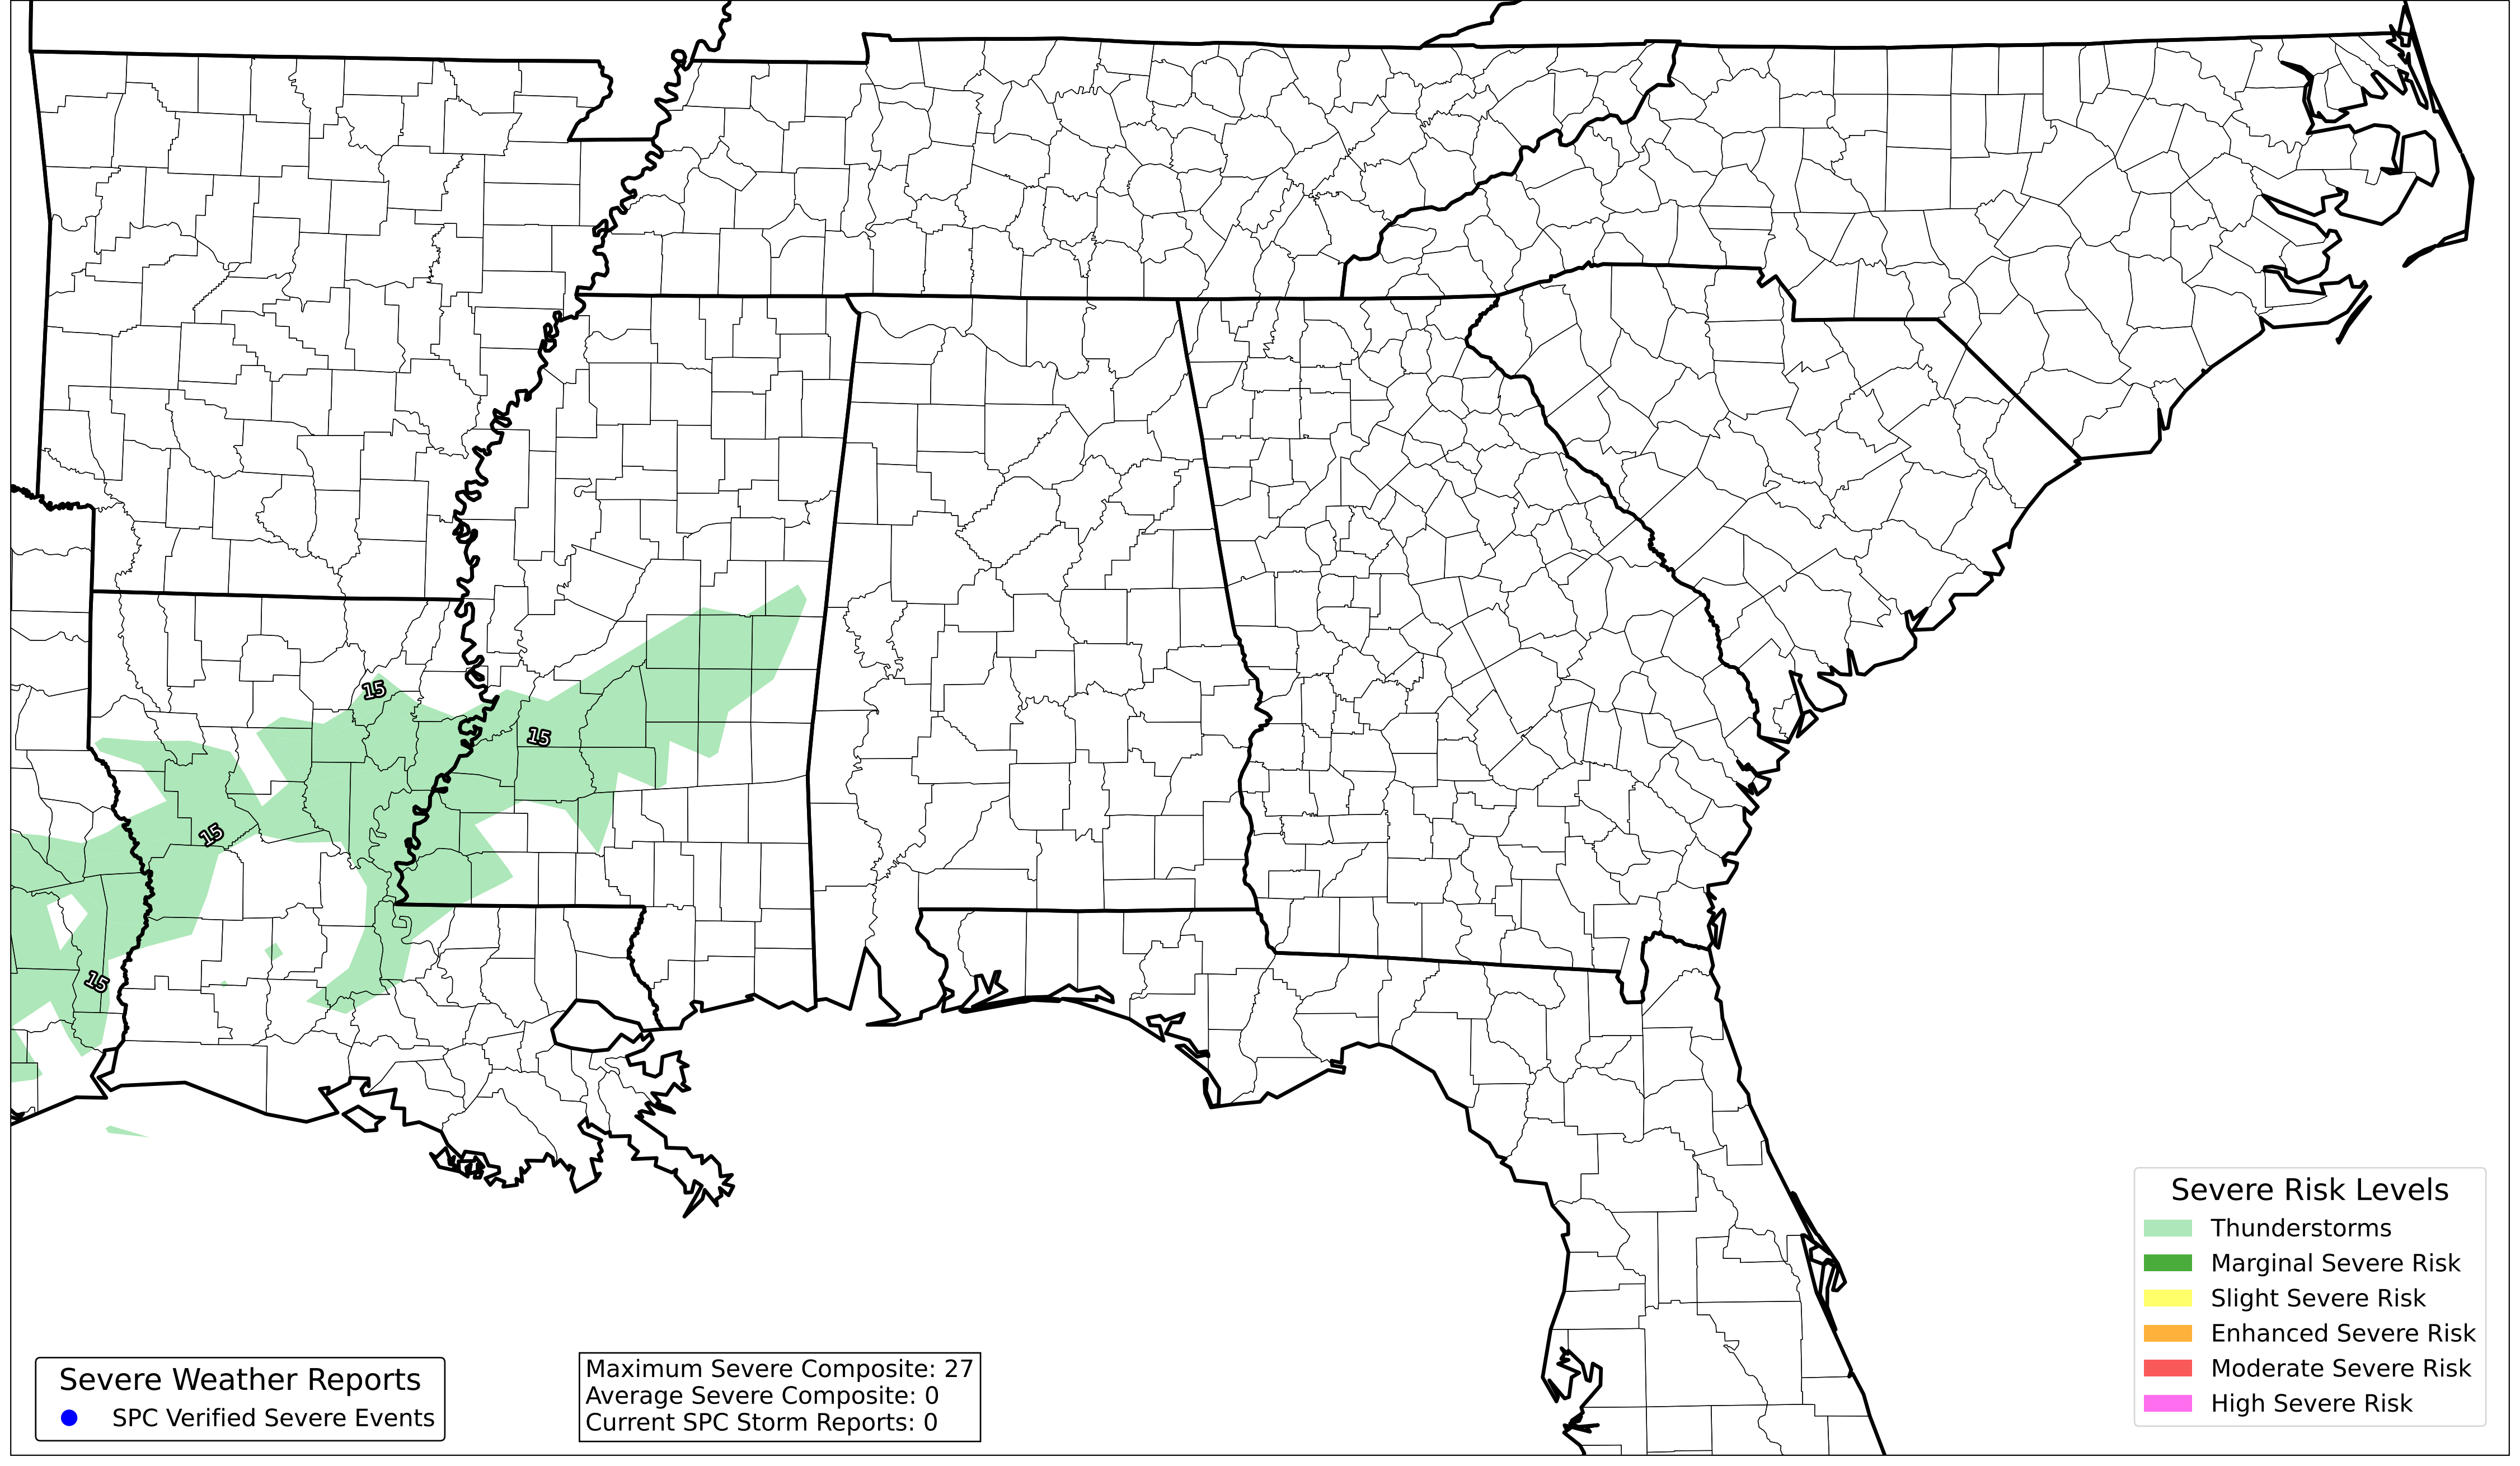 15
15
15
15
Severe Risk Levels
Thunderstorms
Marginal Severe Risk
Slight Severe Risk
Enhanced Severe Risk
Moderate Severe Risk
High Severe Risk
Severe Weather Reports
SPC Verified Severe Events
Maximum Severe Composite: 27
Average Severe Composite: 0
Current SPC Storm Reports: 0